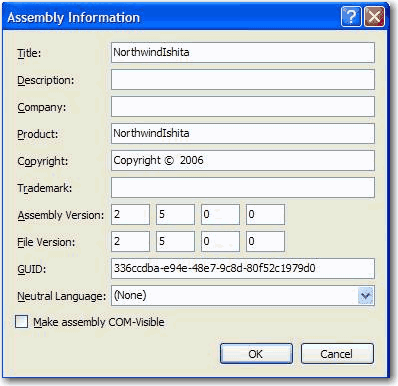 Assembly Information
Title: NorthwindIshita
Description:
Company:
Product: NorthwindIshita
Copyright: Copyright © 2006
Trademark:
Assembly Version: 2 5 0 0
File Version: 2 5 0 0
GUID: 336ccdba-e94e-48e7-9c8d-80f52c1979d0
Neutral Language: (None)
Make assembly COM-Visible
OK Cancel